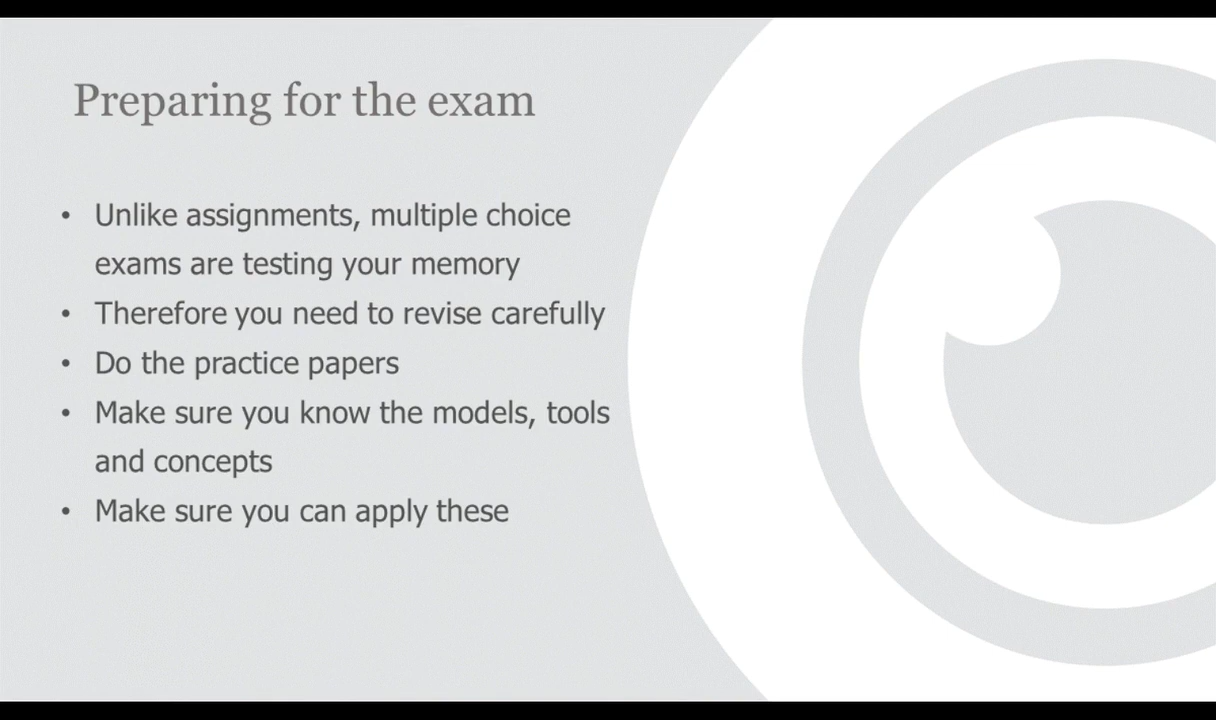 Preparing for the exam
• Unlike assignments, multiple choice
exams are testing your memory
• Therefore you need to revise carefully
• Do the practice papers
• Make sure you know the models, tools
and concepts
• Make sure you can apply these